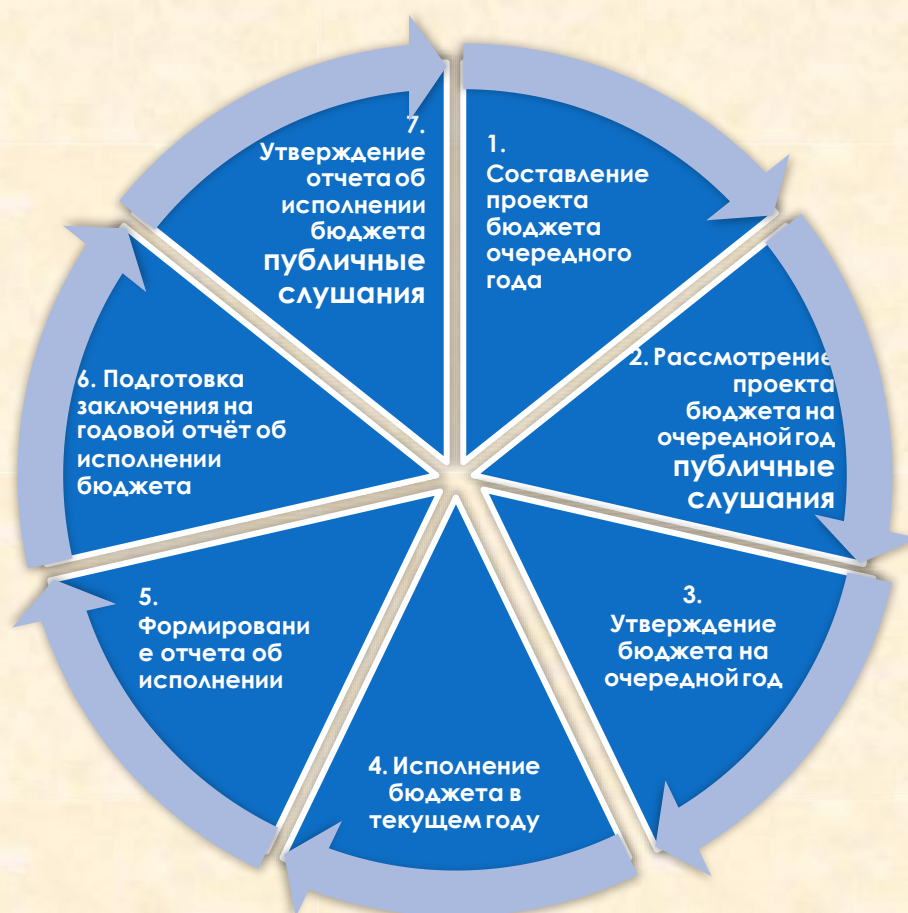 1.
Составление
проекта
бюджета
очередного
года
2. Рассмотрение
проекта
бюджета на
очередной год
публичные
слушания
3.
Утверждение
бюджета на
очередной год
4. Исполнение
бюджета в
текущем году
5.
Формировани
е отчета об
исполнении
6. Подготовка
заключения на
годовой отчёт об
исполнении
бюджета
7.
Утверждение
отчета об
исполнении
бюджета
публичные
слушания